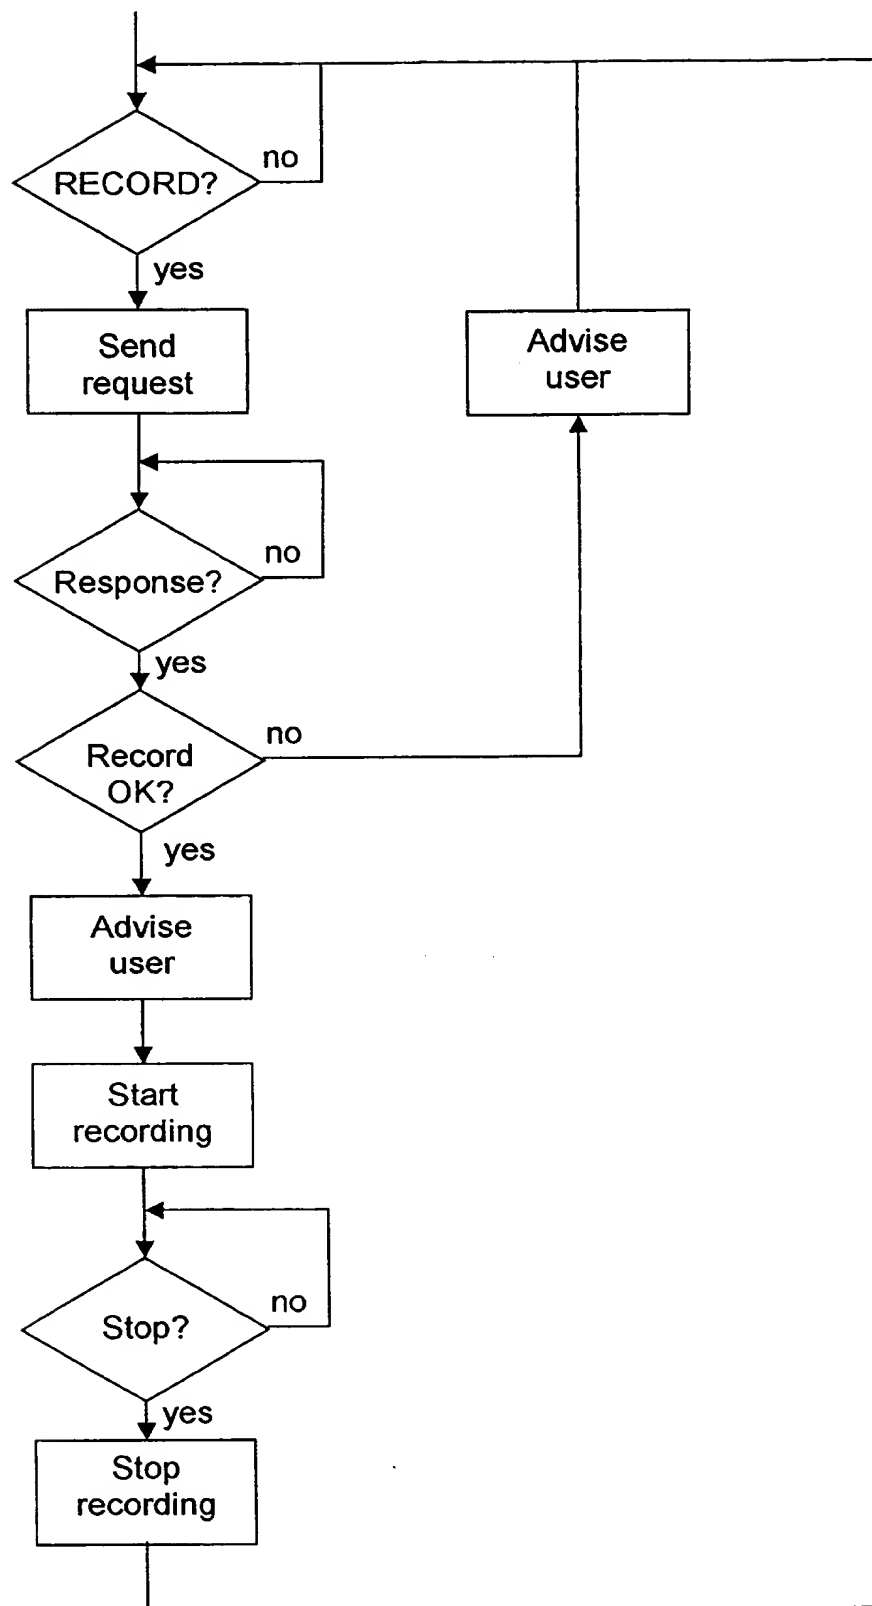 RECORD?
no
yes
Send
request
Advise
user
Response?
no
yes
Record
OK?
no
yes
Advise
user
Start
recording
Stop?
no
yes
Stop
recording